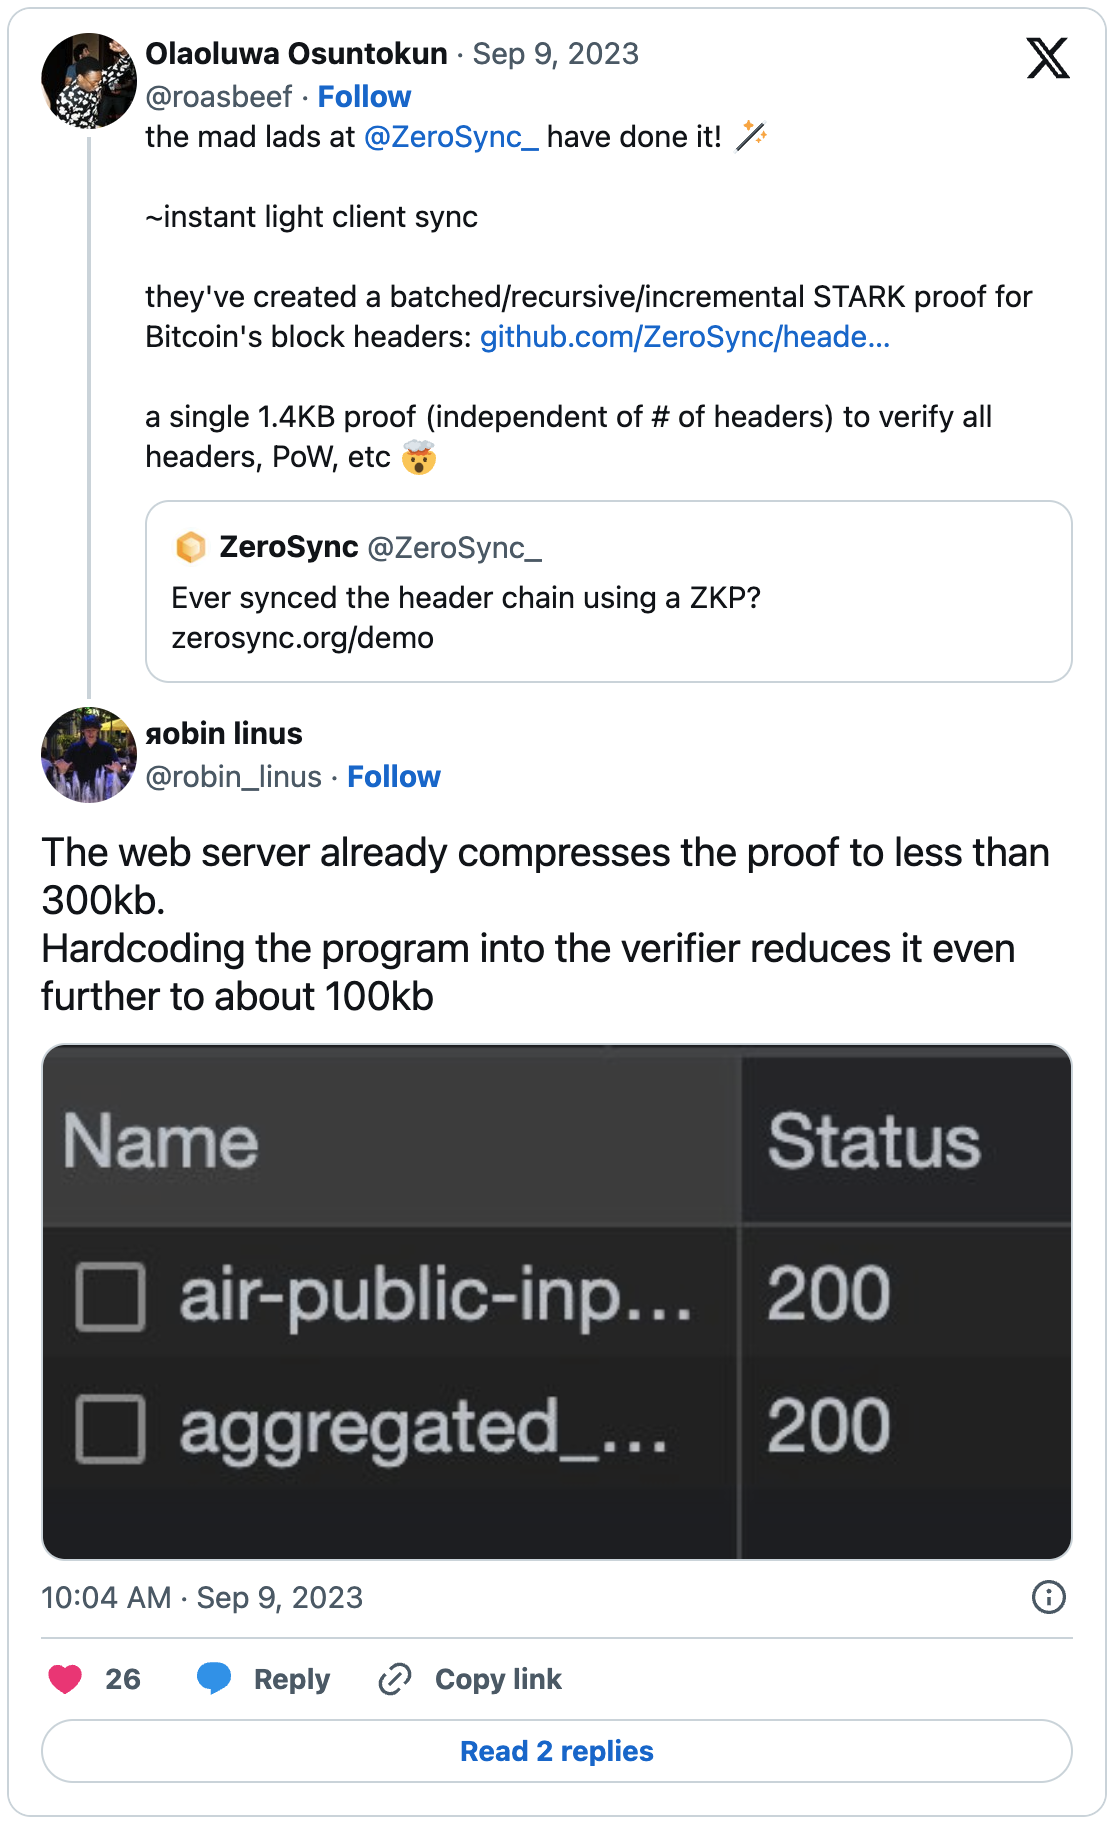 Olaoluwa Osuntokun · Sep 9, 2023
@roasbeef · Follow
the mad lads at @ZeroSync_ have done it! 🪄
~instant light client sync
they've created a batched/recursive/incremental STARK proof for
Bitcoin's block headers: github.com/ZeroSync/heade...
a single 1.4KB proof (independent of # of headers) to verify all
headers, PoW, etc 🤯
ZeroSync @ZeroSync_
Ever synced the header chain using a ZKP?
zerosync.org/demo
яobin linus
@robin_linus · Follow
The web server already compresses the proof to less than
300kb.
Hardcoding the program into the verifier reduces it even
further to about 100kb
Name Status
air-public-inp... 200
aggregated_... 200
10:04 AM · Sep 9, 2023
26 Reply Copy link
Read 2 replies